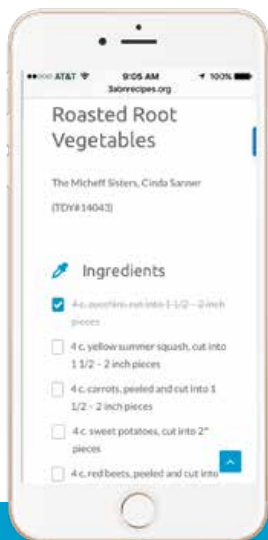 AT&T 9:05 AM 100%
3abnrecipes.org
Roasted Root
Vegetables
The Micheff Sisters, Cinda Sanner
(TDY#14043)
Ingredients
4 c. zucchini, cut into 1 1/2 - 2 inch
pieces
4 c. yellow summer squash, cut into
1 1/2 - 2 inch pieces
4 c. carrots, peeled and cut into 1
1/2 - 2 inch pieces
4 c. sweet potatoes, cut into 2"
pieces
4 c. red beets, peeled and cut into